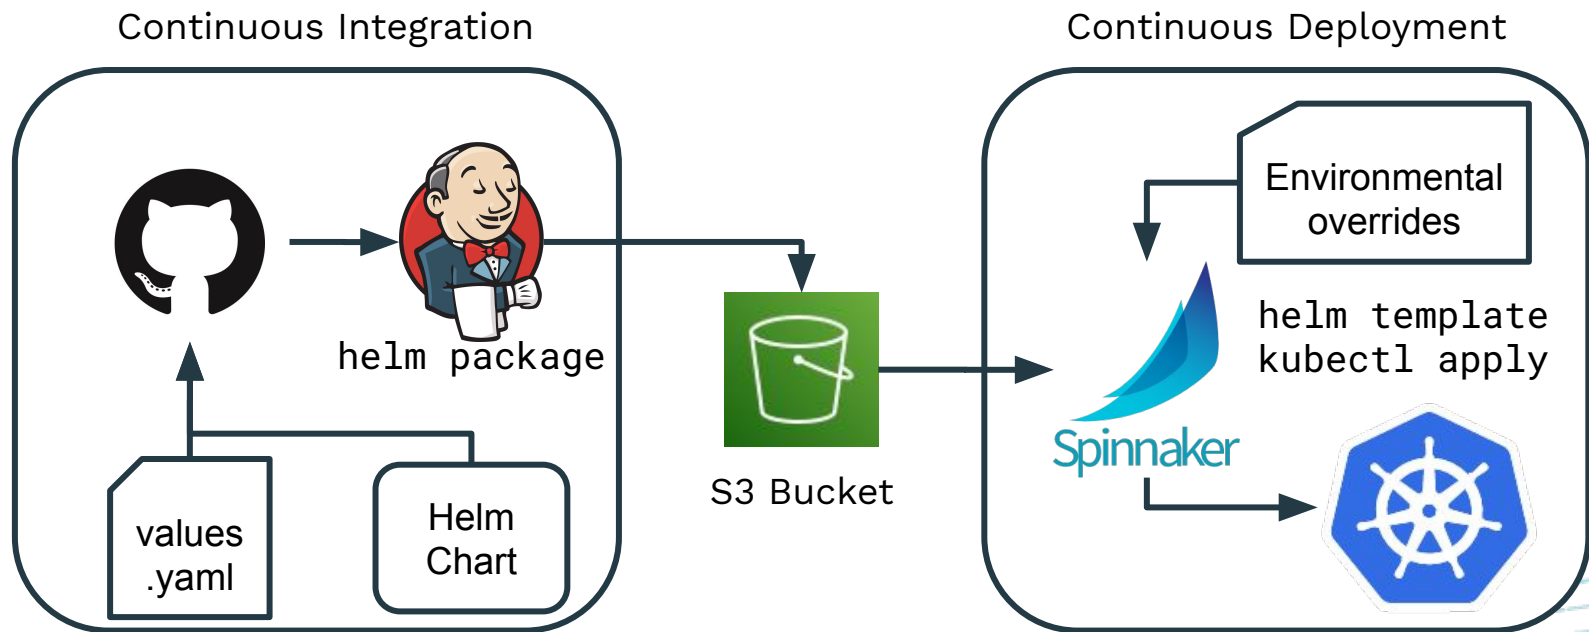 Continuous Integration
Continuous Deployment
helm package
values
.yaml
Helm
Chart
S3 Bucket
Environmental
overrides
helm template
kubectl apply
Spinnaker